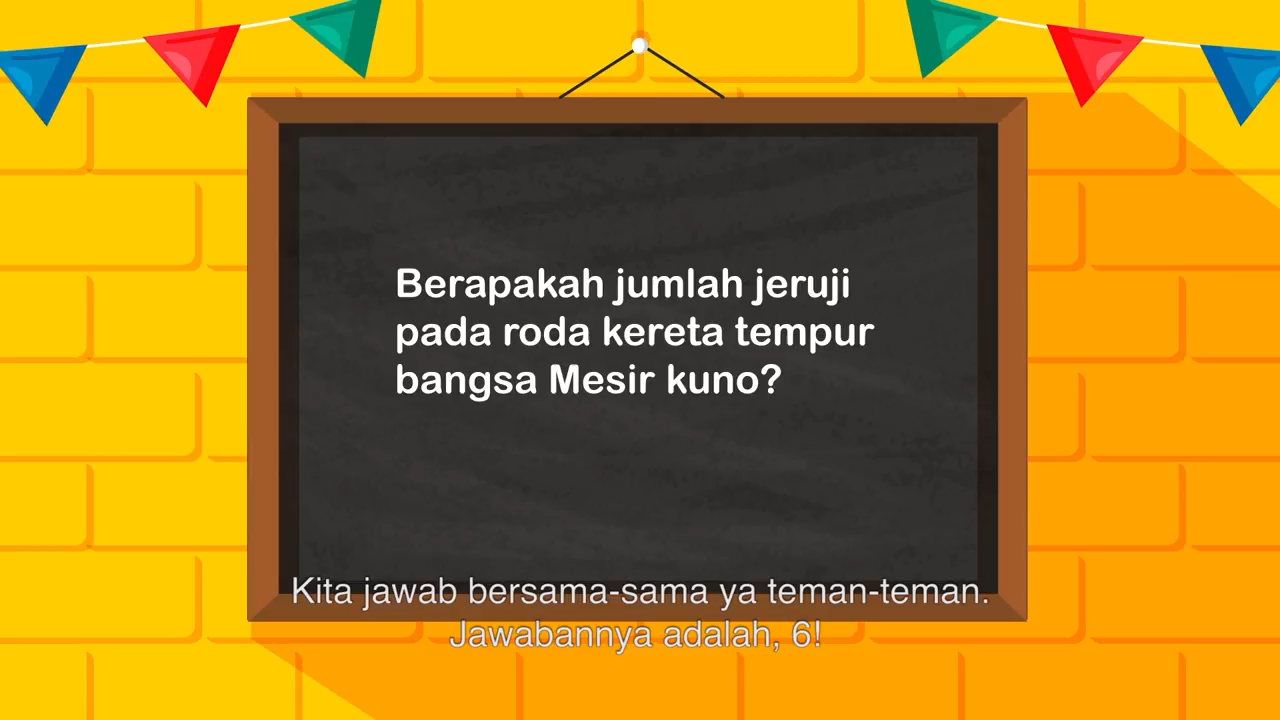 Berapakah jumlah jeruji
pada roda kereta tempur
bangsa Mesir kuno?
Kita jawab bersama-sama ya teman-teman.
Jawabannya adalah, 6!